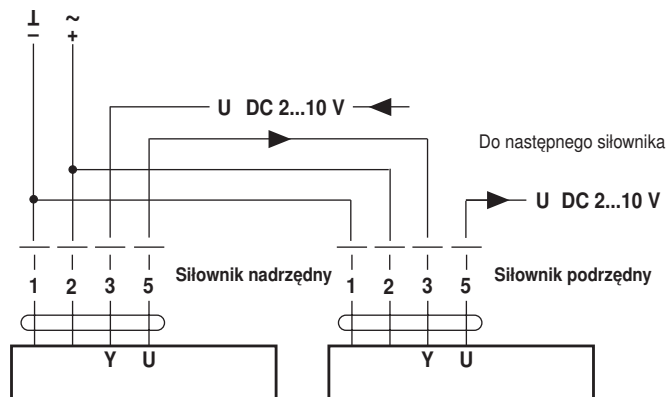 ⊥ ~
– +
U DC 2...10 V
Do następnego siłownika
U DC 2...10 V
Siłownik nadrzędny
Siłownik podrzędny
1 2 3 5
1 2 3 5
Y U
Y U